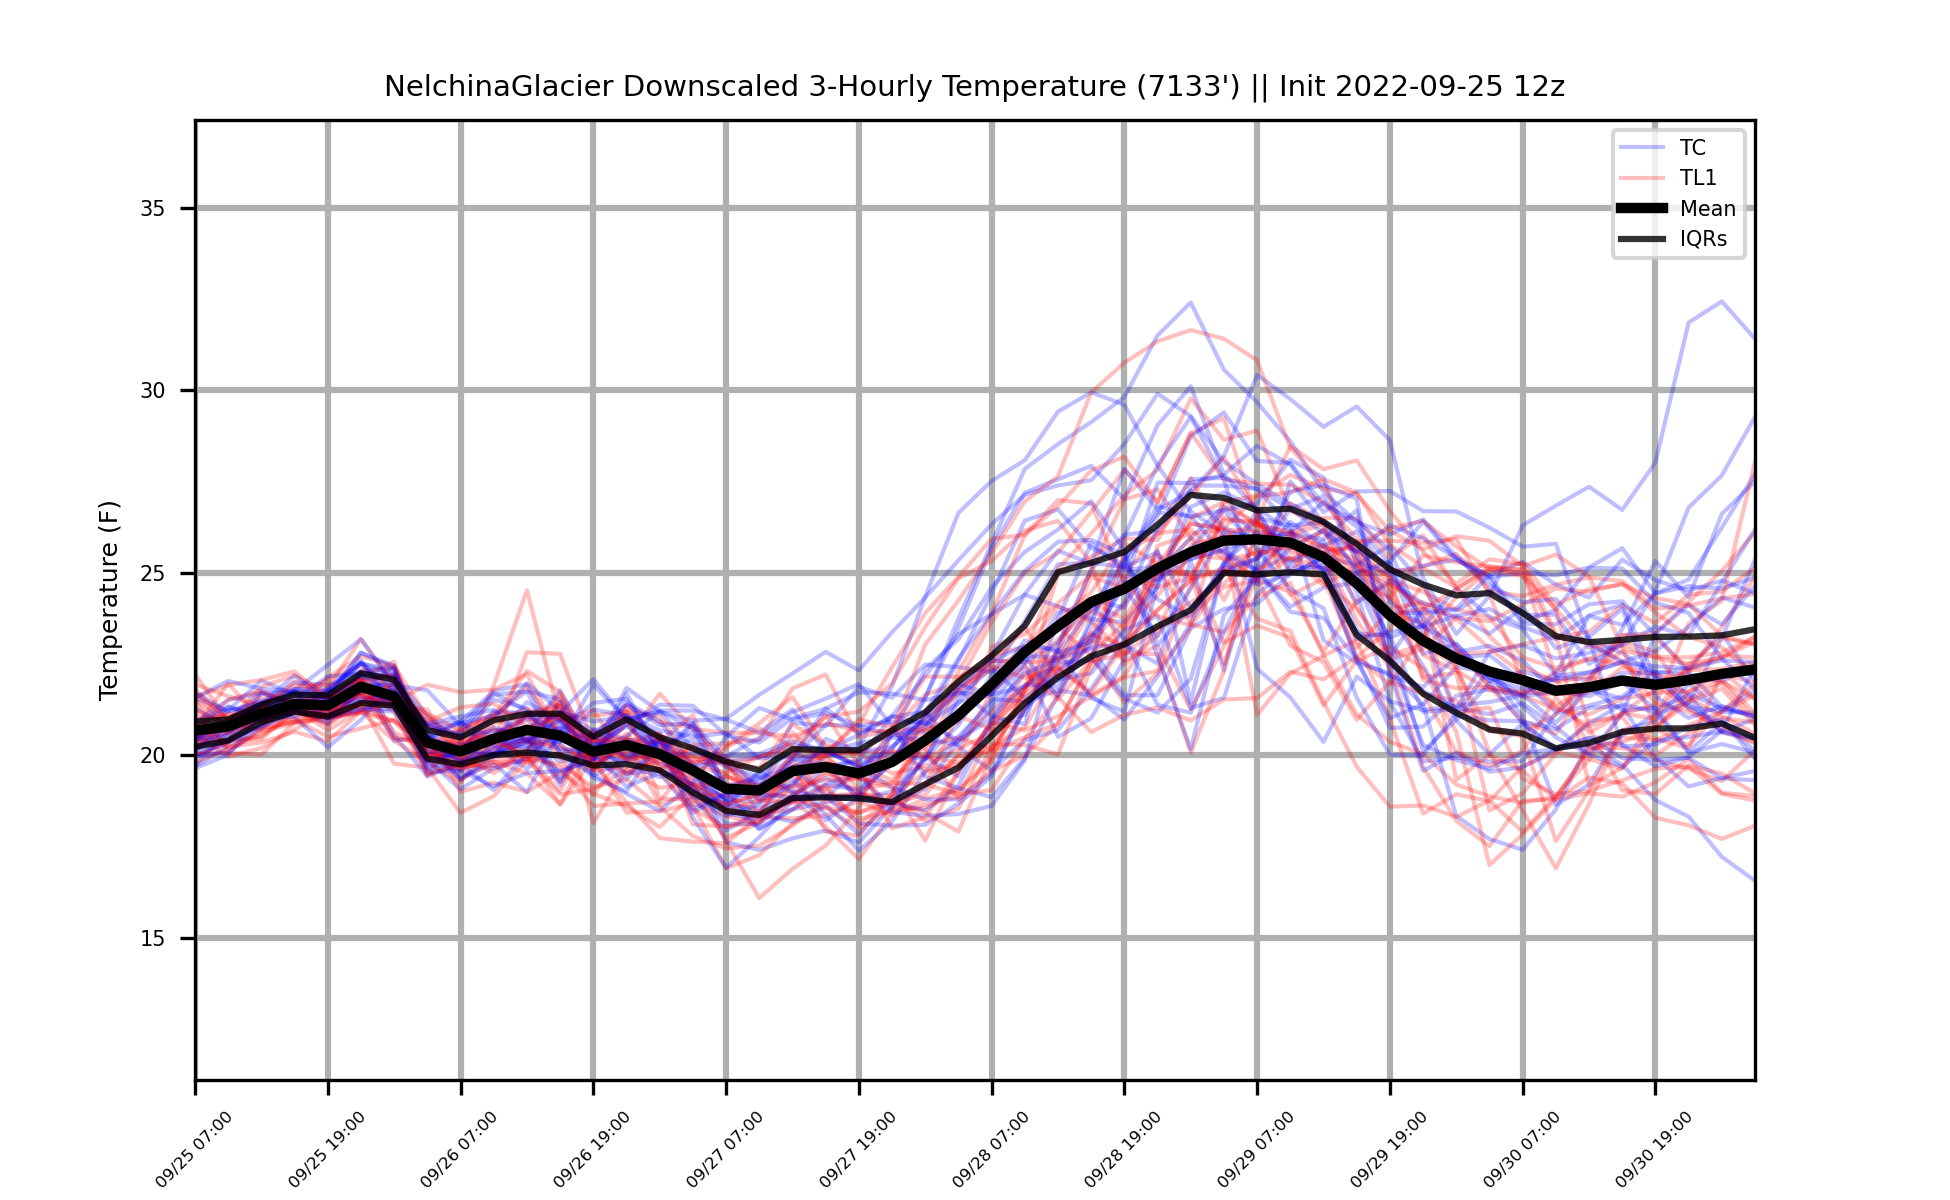 NelchinaGlacier Downscaled 3-Hourly Temperature (7133') || Init 2022-09-25 12z
TC
TL1
Mean
IQRs
Temperature (F)
35
30
25
20
15
09/25 07:00
09/25 19:00
09/26 07:00
09/26 19:00
09/27 07:00
09/27 19:00
09/28 07:00
09/28 19:00
09/29 07:00
09/29 19:00
09/30 07:00
09/30 19:00